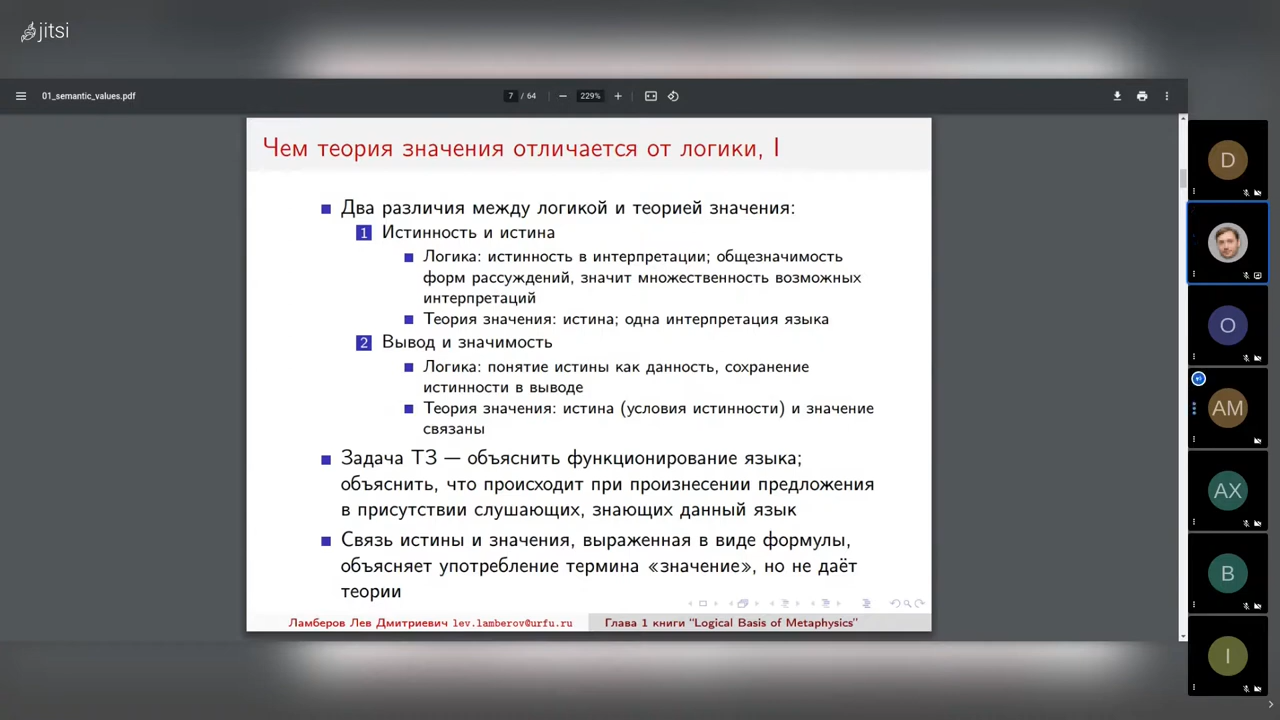 jitsi
01_semantic_values.pdf
7 / 64
229%
Чем теория значения отличается от логики, I
Два различия между логикой и теорией значения:
1 Истинность и истина
Логика: истинность в интерпретации; общезначимость
форм рассуждений, значит множественность возможных
интерпретаций
Теория значения: истина; одна интерпретация языка
2 Вывод и значимость
Логика: понятие истины как данность, сохранение
истинности в выводе
Теория значения: истина (условия истинности) и значение
связаны
Задача ТЗ — объяснить функционирование языка;
объяснить, что происходит при произнесении предложения
в присутствии слушающих, знающих данный язык
Связь истины и значения, выраженная в виде формулы,
объясняет употребление термина «значение», но не даёт
теории
Ламберов Лев Дмитриевич lev.lamberov@urfu.ru
Глава 1 книги "Logical Basis of Metaphysics"
D
O
AM
AX
B
I